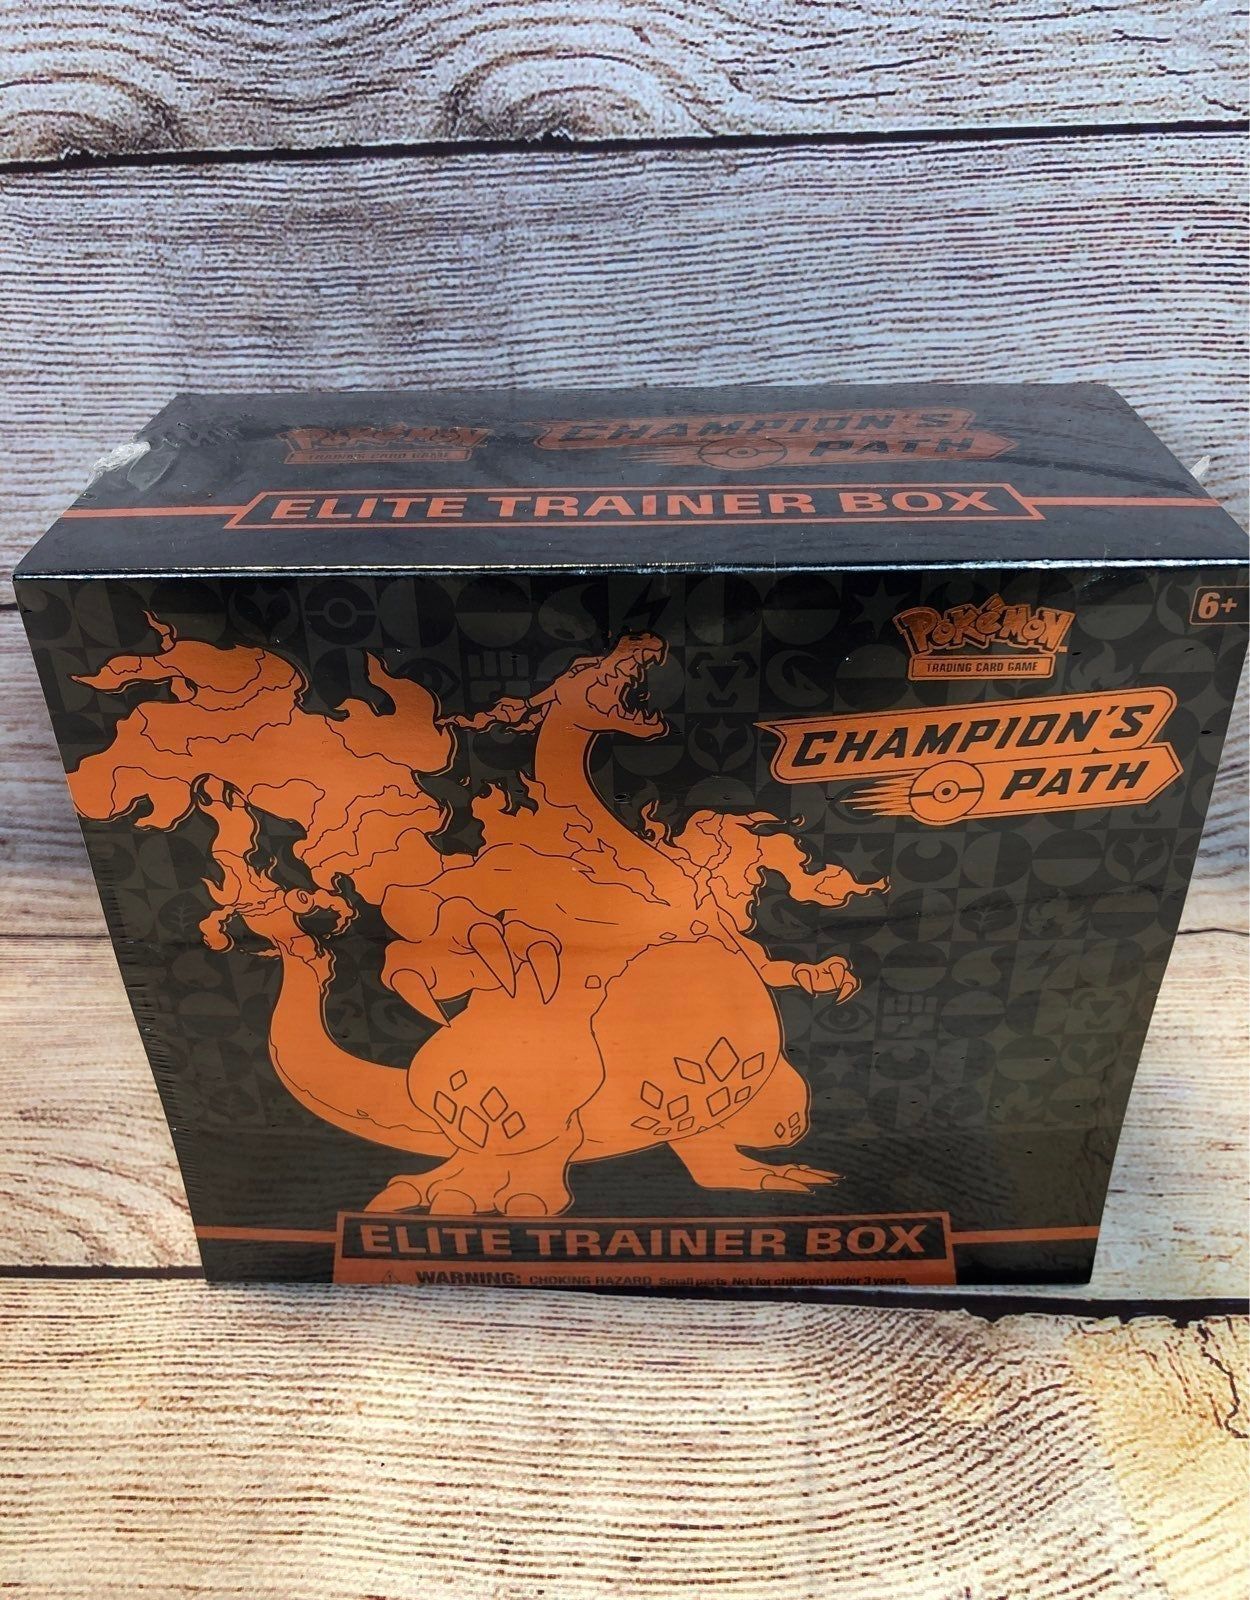 POKéMON
TRADING CARD GAME
CHAMPION'S
PATH
ELITE TRAINER BOX
6+
POKéMON
TRADING CARD GAME
CHAMPION'S
PATH
ELITE TRAINER BOX
WARNING: CHOKING HAZARD Small parts Not for children under 3 years.